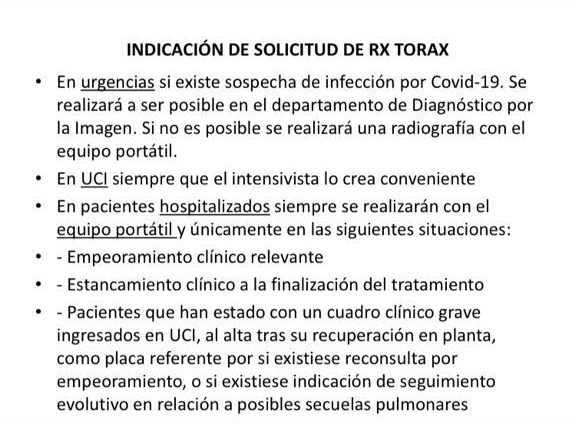 INDICACIÓN DE SOLICITUD DE RX TORAX
• En urgencias si existe sospecha de infección por Covid-19. Se
realizará a ser posible en el departamento de Diagnóstico por
la Imagen. Si no es posible se realizará una radiografía con el
equipo portátil.
• En UCI siempre que el intensivista lo crea conveniente
• En pacientes hospitalizados siempre se realizarán con el
equipo portátil y únicamente en las siguientes situaciones:
• - Empeoramiento clínico relevante
• - Estancamiento clínico a la finalización del tratamiento
• - Pacientes que han estado con un cuadro clínico grave
ingresados en UCI, al alta tras su recuperación en planta,
como placa referente por si existiese reconsulta por
empeoramiento, o si existiese indicación de seguimiento
evolutivo en relación a posibles secuelas pulmonares